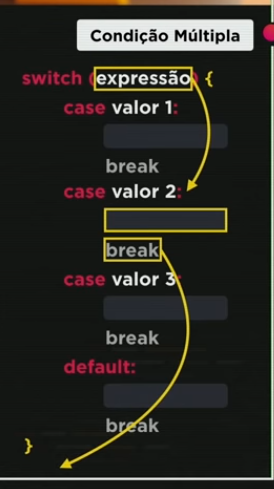 Condição Múltipla
switch (expressão) {
case valor 1:
break
case valor 2:
break
case valor 3:
break
default:
break
}